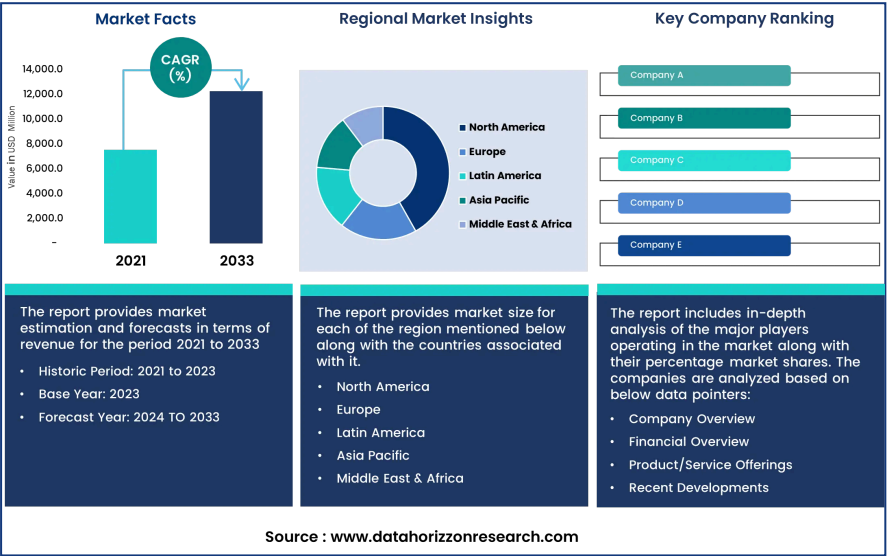 Market Facts
CAGR
(%)
Value in USD Million
14,000.0
12,000.0
10,000.0
8,000.0
6,000.0
4,000.0
2,000.0
–
2021
2033
Regional Market Insights
North America
Europe
Latin America
Asia Pacific
Middle East & Africa
Key Company Ranking
Company A
Company B
Company C
Company D
Company E
The report provides market
estimation and forecasts in terms of
revenue for the period 2021 to 2033
• Historic Period: 2021 to 2023
• Base Year: 2023
• Forecast Year: 2024 TO 2033
The report provides market size for
each of the region mentioned below
along with the countries associated
with it.
• North America
• Europe
• Latin America
• Asia Pacific
• Middle East & Africa
The report includes in-depth
analysis of the major players
operating in the market along with
their percentage market shares. The
companies are analyzed based on
below data pointers:
• Company Overview
• Financial Overview
• Product/Service Offerings
• Recent Developments
Source : www.datahorizzonresearch.com